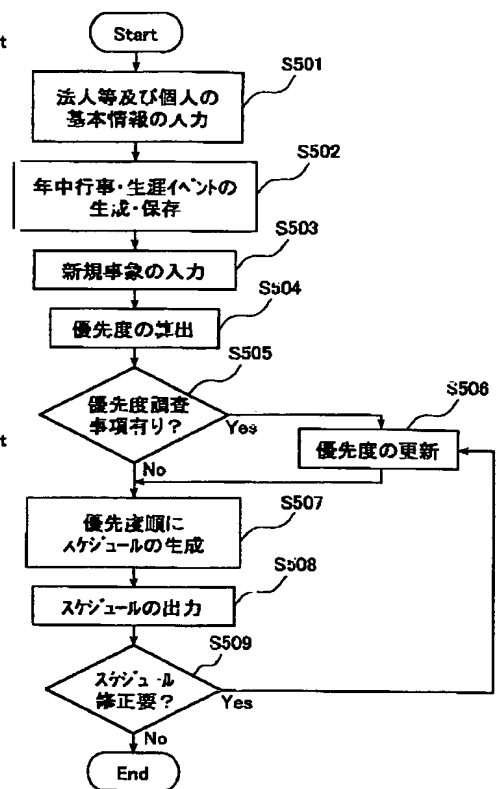 t
Start
S501
法人等及び個人の
基本情報の入力
S502
年中行事・生涯イベントの
生成・保存
S503
新規事象の入力
S504
優先度の算出
S505
優先度調査
事項有り?
Yes
No
S506
優先度の更新
t
S507
優先度順に
スケジュールの生成
S508
スケジュールの出力
S509
スケジュール
修正要?
Yes
No
End